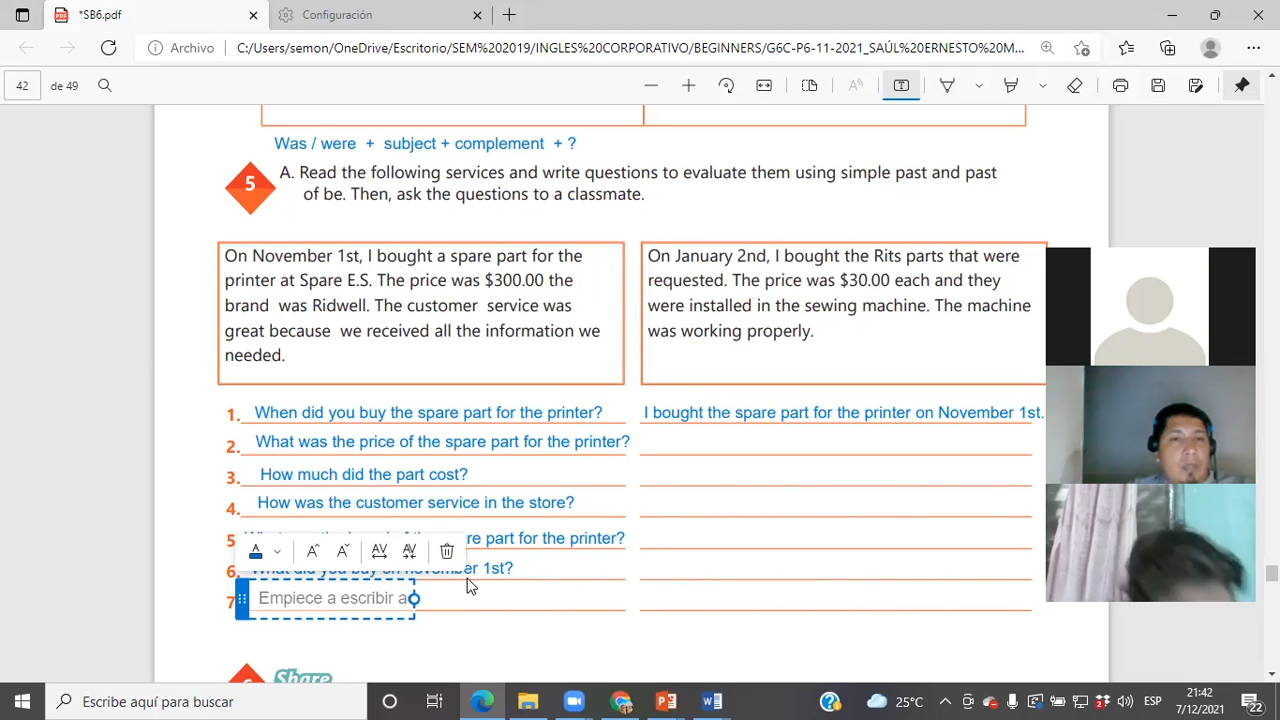 *SB6.pdf
Configuración
Archivo
C:/Users/semon/OneDrive/Escritorio/SEM%202019/INGLES%20CORPORATIVO/BEGINNERS/G6C-P6-11-2021_SAÚL%20ERNESTO%20M...
42 de 49
Was / were + subject + complement + ?
5
A. Read the following services and write questions to evaluate them using simple past and past
of be. Then, ask the questions to a classmate.
On November 1st, I bought a spare part for the
printer at Spare E.S. The price was $300.00 the
brand was Ridwell. The customer service was
great because we received all the information we
needed.
On January 2nd, I bought the Rits parts that were
requested. The price was $30.00 each and they
were installed in the sewing machine. The machine
was working properly.
1. When did you buy the spare part for the printer?
I bought the spare part for the printer on November 1st.
2. What was the price of the spare part for the printer?
3. How much did the part cost?
4. How was the customer service in the store?
5 re part for the printer?
6. What did you buy on november 1st?
7 Empiece a escribir a
Share
Escribe aquí para buscar
25°C
ESP
21:42
7/12/2021
22